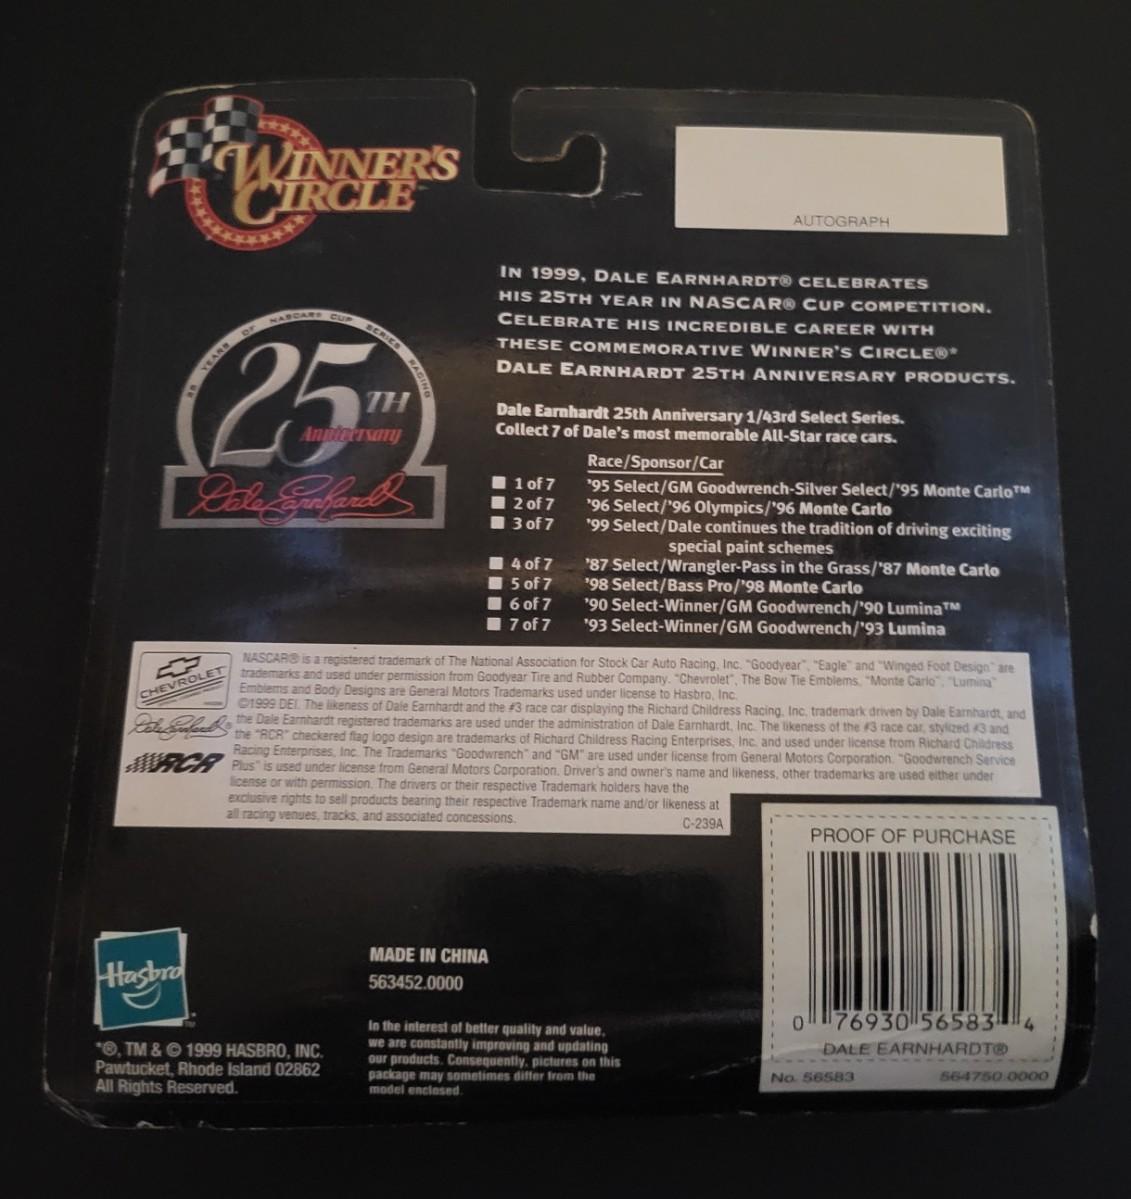 WINNER'S
CIRCLE
AUTOGRAPH
IN 1999, DALE EARNHARDT® CELEBRATES
HIS 25TH YEAR IN NASCAR® CUP COMPETITION.
CELEBRATE HIS INCREDIBLE CAREER WITH
THESE COMMEMORATIVE WINNER'S CIRCLE®*
DALE EARNHARDT 25TH ANNIVERSARY PRODUCTS.
25 YEARS OF NASCAR® CUP SERIES RACING
25TH
Anniversary
Dale Earnhardt
Dale Earnhardt 25th Anniversary 1/43rd Select Series.
Collect 7 of Dale's most memorable All-Star race cars.
Race/Sponsor/Car
1 of 7 '95 Select/GM Goodwrench-Silver Select/'95 Monte Carlo™
2 of 7 '96 Select/'96 Olympics/'96 Monte Carlo
3 of 7 '99 Select/Dale continues the tradition of driving exciting
special paint schemes
4 of 7 '87 Select/Wrangler-Pass in the Grass/'87 Monte Carlo
5 of 7 '98 Select/Bass Pro/'98 Monte Carlo
6 of 7 '90 Select-Winner/GM Goodwrench/'90 Lumina™
7 of 7 '93 Select-Winner/GM Goodwrench/'93 Lumina
CHEVROLET
Dale Earnhardt®
RCR
NASCAR® is a registered trademark of The National Association for Stock Car Auto Racing, Inc. "Goodyear", "Eagle" and "Winged Foot Design" are
trademarks and used under permission from Goodyear Tire and Rubber Company. "Chevrolet", The Bow Tie Emblems, "Monte Carlo", "Lumina"
Emblems and Body Designs are General Motors Trademarks used under license to Hasbro, Inc.
©1999 DEI. The likeness of Dale Earnhardt and the #3 race car displaying the Richard Childress Racing, Inc. trademark driven by Dale Earnhardt, and
the Dale Earnhardt registered trademarks are used under the administration of Dale Earnhardt, Inc. The likeness of the #3 race car, stylized #3 and
the "RCR" checkered flag logo design are trademarks of Richard Childress Racing Enterprises, Inc. and used under license from Richard Childress
Racing Enterprises, Inc. The Trademarks "Goodwrench" and "GM" are used under license from General Motors Corporation. "Goodwrench Service
Plus" is used under license from General Motors Corporation. Driver's and owner's name and likeness, other trademarks are used either under
license or with permission. The drivers or their respective Trademark holders have the
exclusive rights to sell products bearing their respective Trademark name and/or likeness at
all racing venues, tracks, and associated concessions.
C-239A
PROOF OF PURCHASE
0 76930 56583 4
DALE EARNHARDT®
No. 56583 564750.0000
Hasbro
™
MADE IN CHINA
563452.0000
*®, TM & © 1999 HASBRO, INC.
Pawtucket, Rhode Island 02862
All Rights Reserved.
In the interest of better quality and value,
we are constantly improving and updating
our products. Consequently, pictures on this
package may sometimes differ from the
model enclosed.